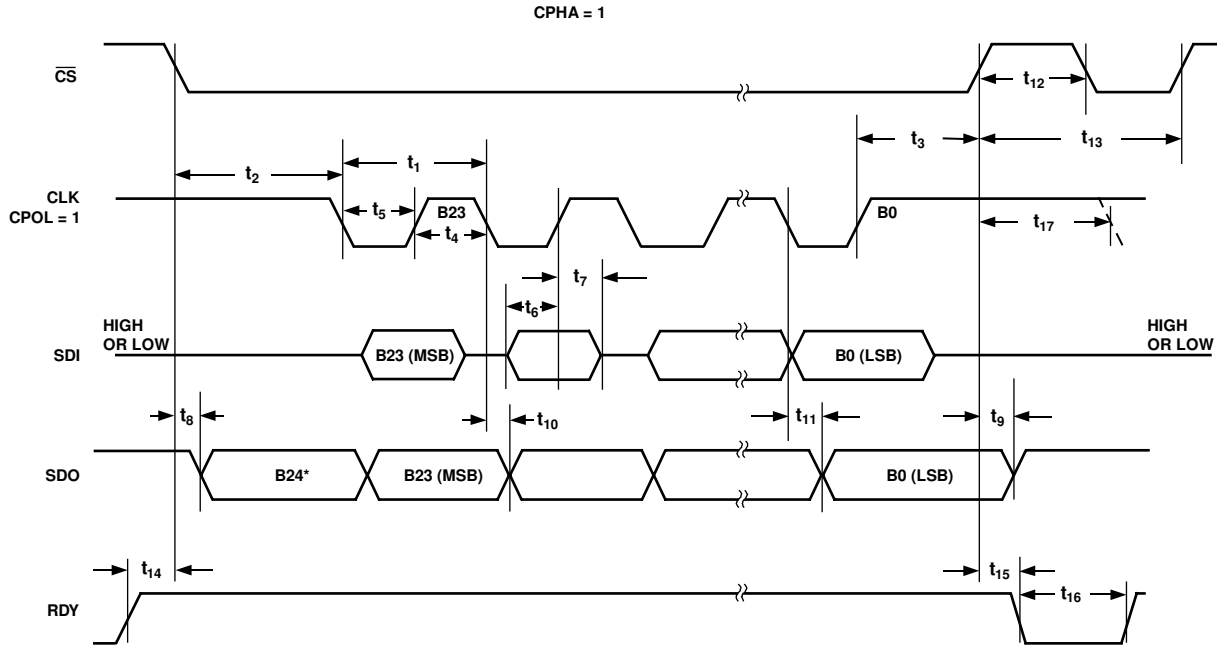 CPHA = 1
CS
t12
t3
t13
t1
t2
CLK
CPOL = 1
t5
B23
t4
B0
t17
t7
t6
HIGH
OR LOW
SDI
B23 (MSB)
B0 (LSB)
HIGH
OR LOW
t8
t10
t11
t9
SDO
B24*
B23 (MSB)
B0 (LSB)
t14
t15
t16
RDY